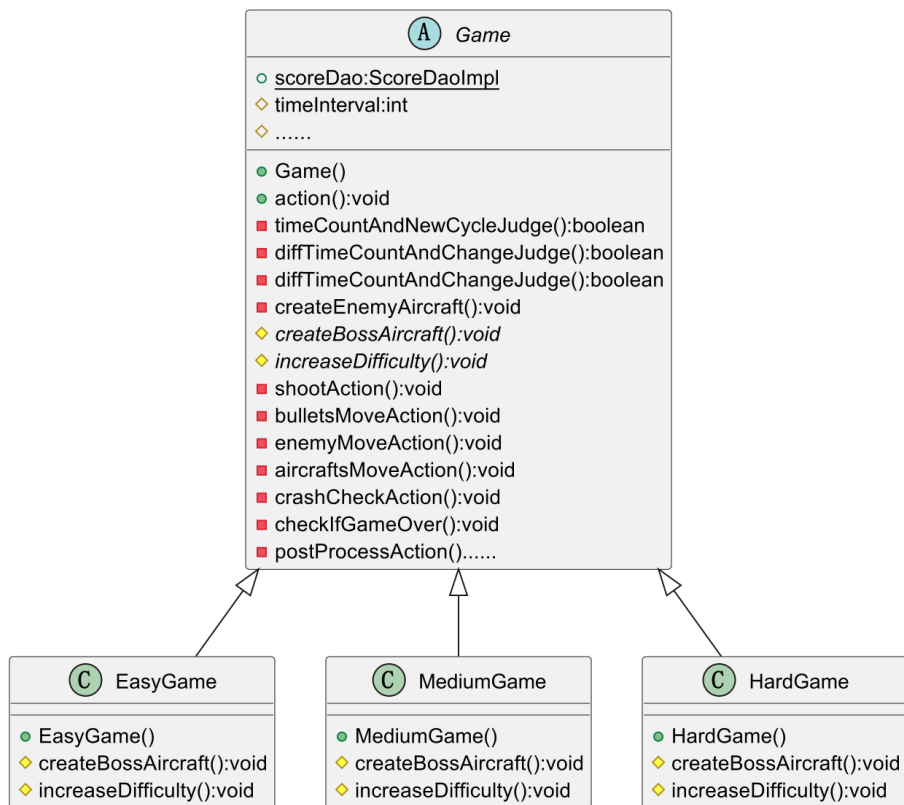 A Game
scoreDao:ScoreDaoImpl
timeInterval:int
......
Game()
action():void
timeCountAndNewCycleJudge():boolean
diffTimeCountAndChangeJudge():boolean
diffTimeCountAndChangeJudge():boolean
createEnemyAircraft():void
createBossAircraft():void
increaseDifficulty():void
shootAction():void
bulletsMoveAction():void
enemyMoveAction():void
aircraftsMoveAction():void
crashCheckAction():void
checkIfGameOver():void
postProcessAction()......
C EasyGame
EasyGame()
createBossAircraft():void
increaseDifficulty():void
C MediumGame
MediumGame()
createBossAircraft():void
increaseDifficulty():void
C HardGame
HardGame()
createBossAircraft():void
increaseDifficulty():void